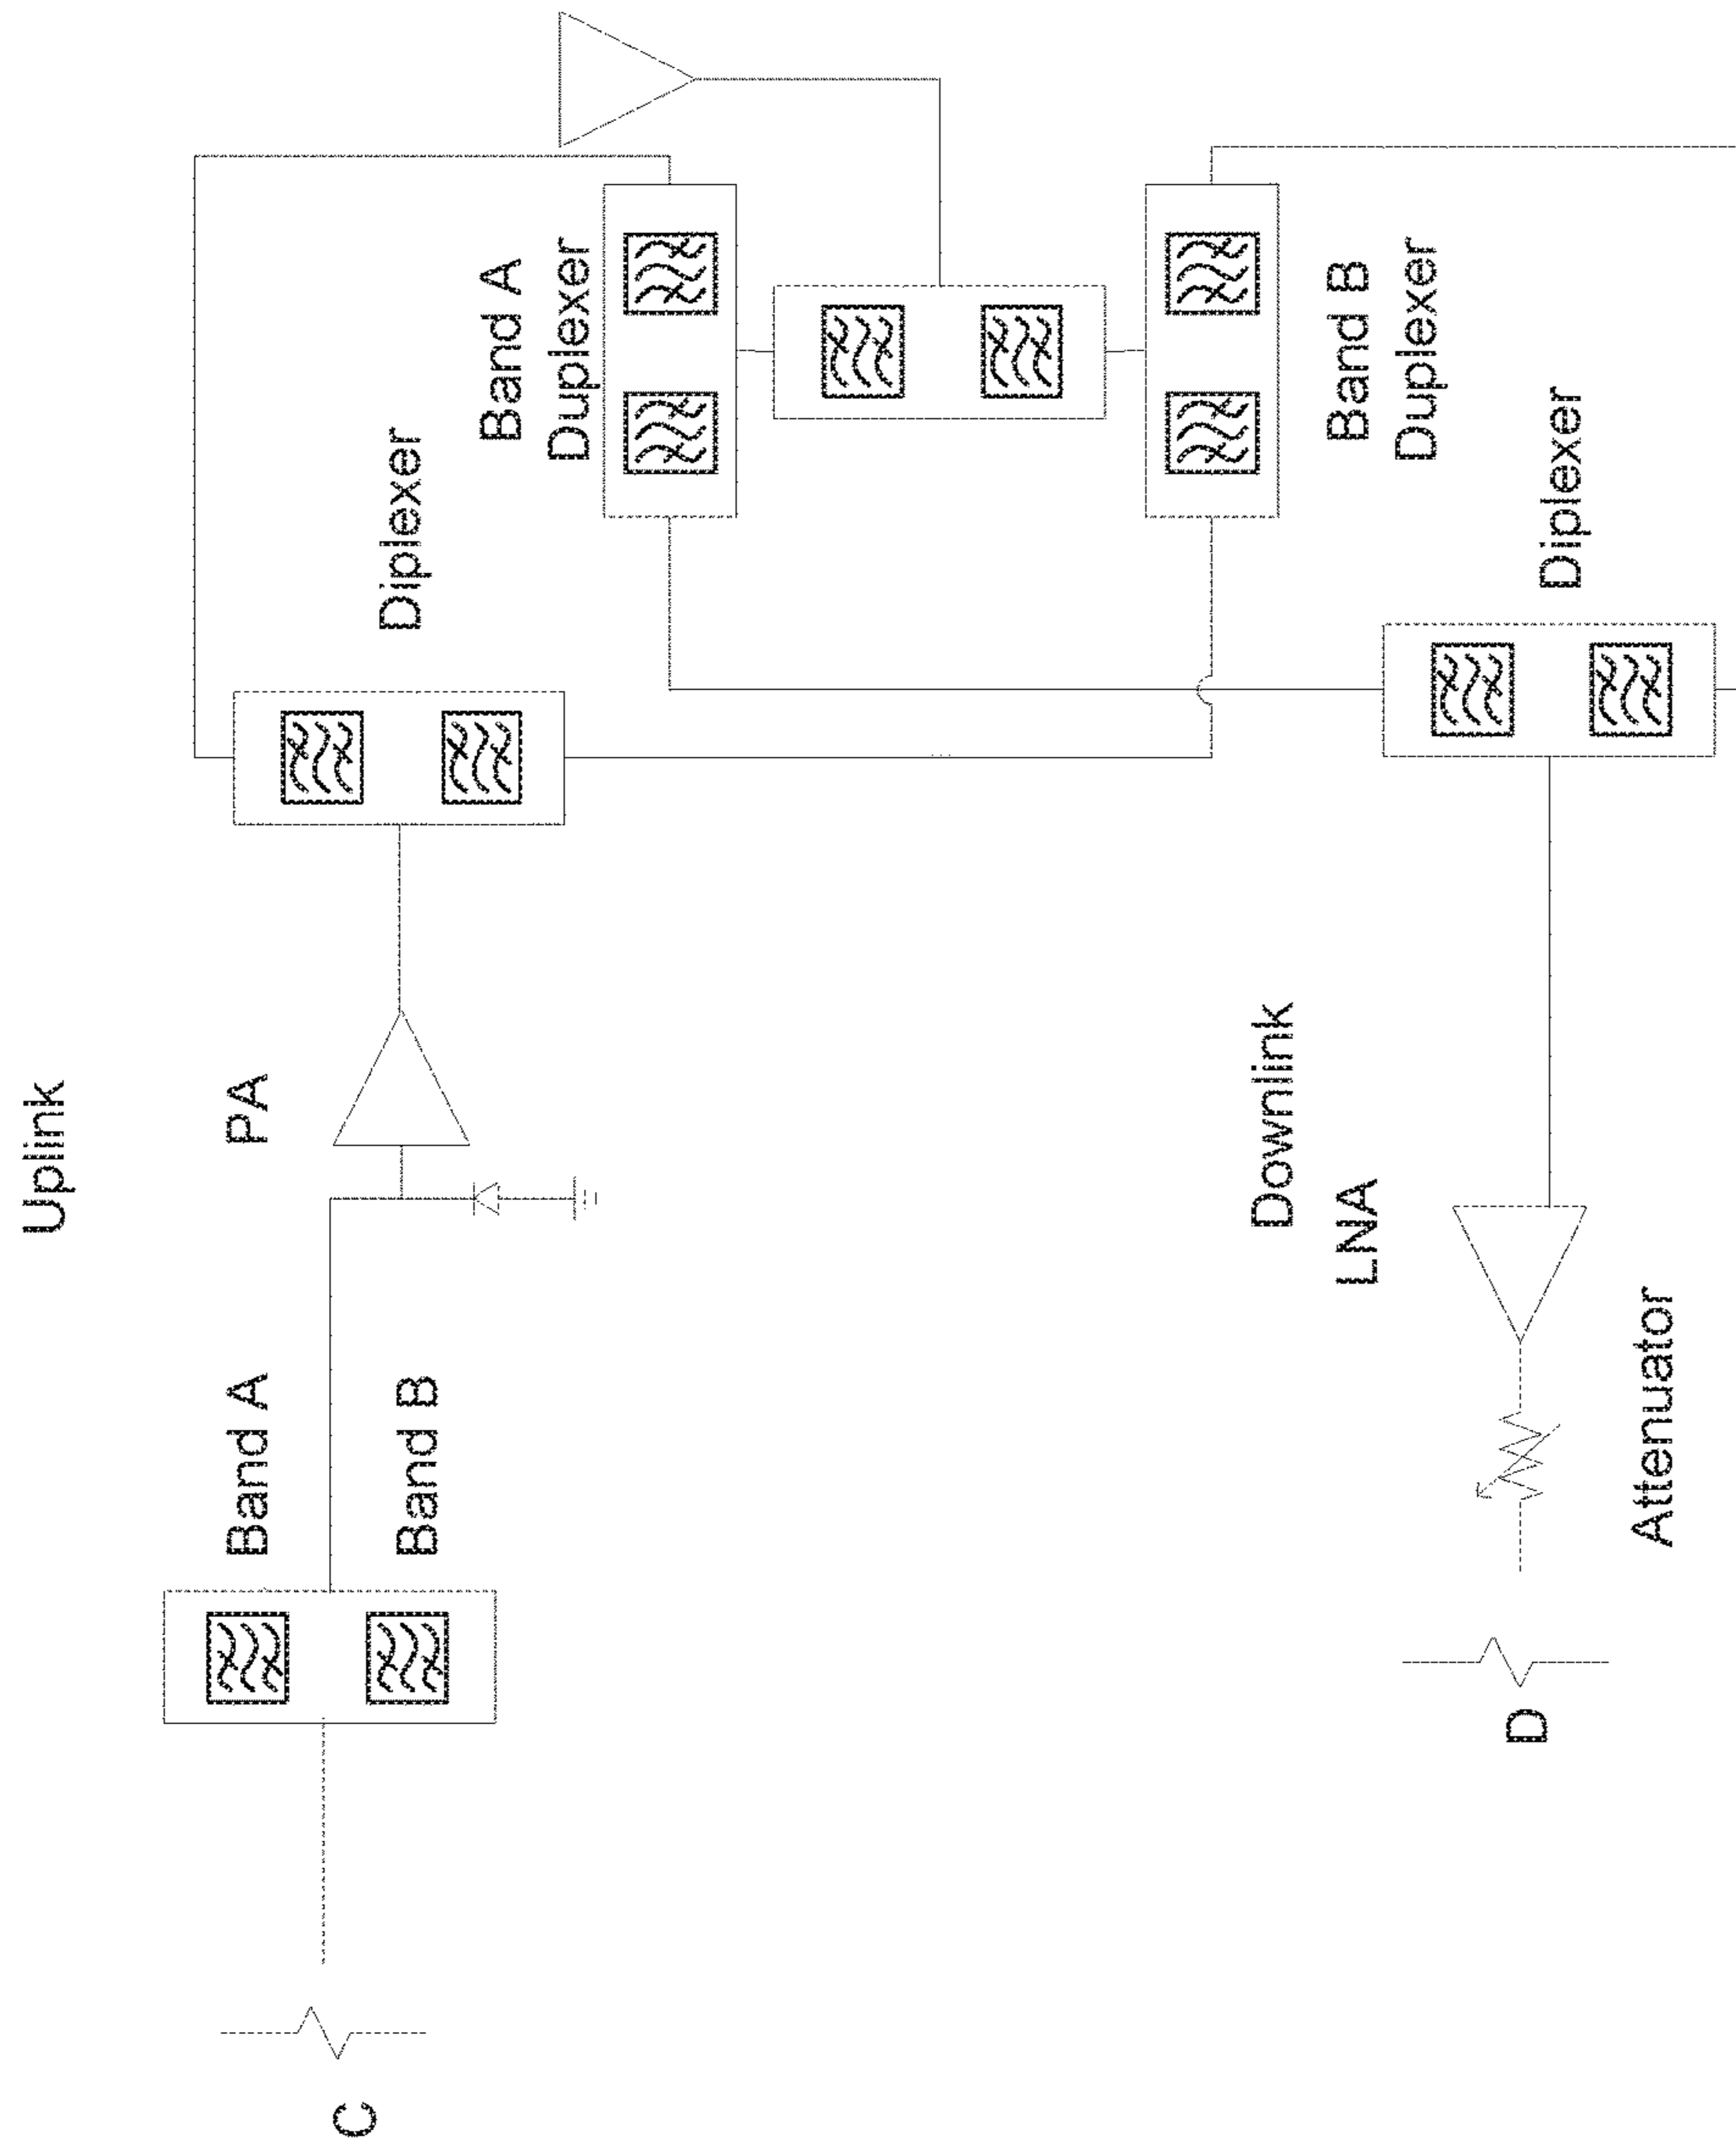 Uplink
C
Band A
Band B
PA
Diplexer
Band A
Duplexer
Band B
Duplexer
Diplexer
Downlink
LNA
Attenuator
D